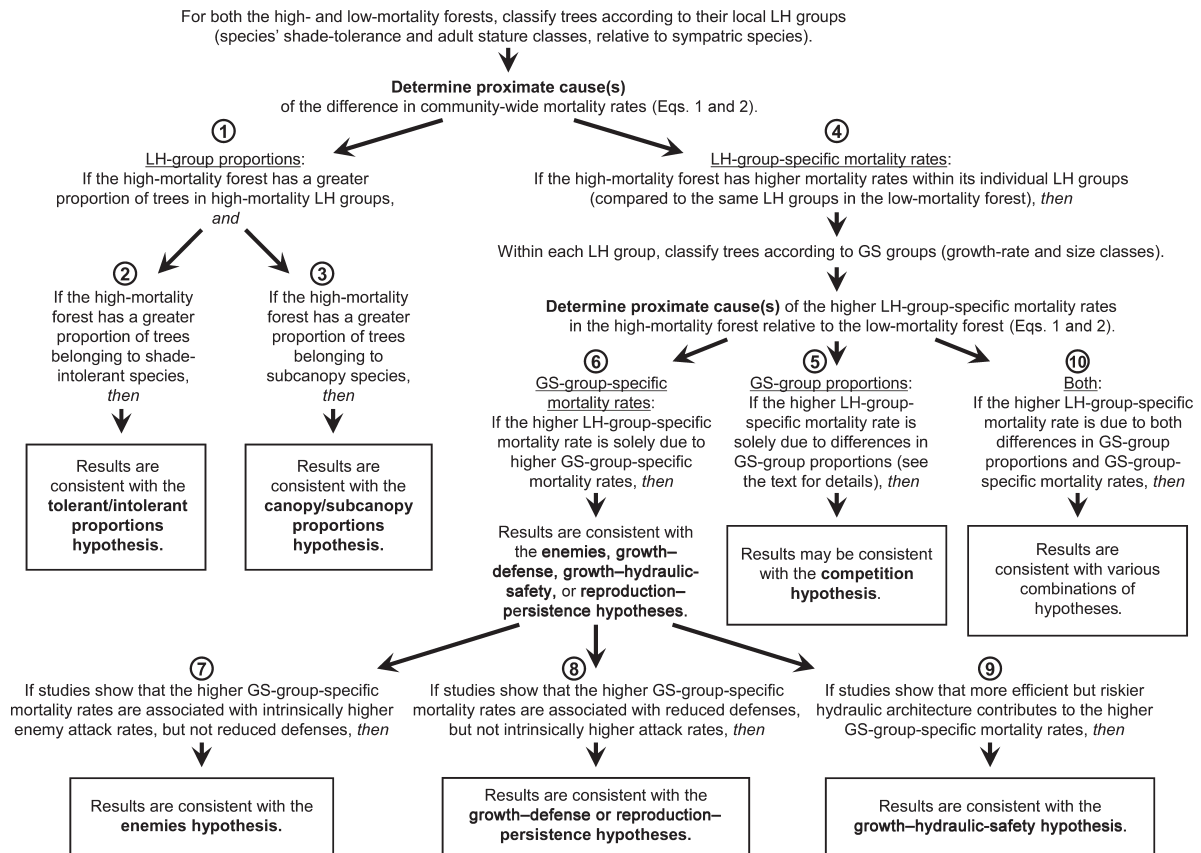 For both the high- and low-mortality forests, classify trees according to their local LH groups
(species' shade-tolerance and adult stature classes, relative to sympatric species).
Determine proximate cause(s)
of the difference in community-wide mortality rates (Eqs. 1 and 2).
1
LH-group proportions:
If the high-mortality forest has a greater
proportion of trees in high-mortality LH groups,
and
2
If the high-mortality
forest has a greater
proportion of trees
belonging to shade-
intolerant species,
then
Results are
consistent with the
tolerant/intolerant
proportions
hypothesis.
3
If the high-mortality
forest has a greater
proportion of trees
belonging to
subcanopy species,
then
Results are
consistent with the
canopy/subcanopy
proportions
hypothesis.
4
LH-group-specific mortality rates:
If the high-mortality forest has higher mortality rates within its individual LH groups
(compared to the same LH groups in the low-mortality forest), then
Within each LH group, classify trees according to GS groups (growth-rate and size classes).
Determine proximate cause(s) of the higher LH-group-specific mortality rates
in the high-mortality forest relative to the low-mortality forest (Eqs. 1 and 2).
6
GS-group-specific
mortality rates:
If the higher LH-group-specific
mortality rate is solely due to
higher GS-group-specific
mortality rates, then
Results are consistent with
the enemies, growth–
defense, growth–hydraulic-
safety, or reproduction–
persistence hypotheses.
5
GS-group proportions:
If the higher LH-group-
specific mortality rate is
solely due to differences in
GS-group proportions (see
the text for details), then
Results may be consistent
with the competition
hypothesis.
10
Both:
If the higher LH-group-specific
mortality rate is due to both
differences in GS-group
proportions and GS-group-
specific mortality rates, then
Results are
consistent with various
combinations of
hypotheses.
7
If studies show that the higher GS-group-specific
mortality rates are associated with intrinsically higher
enemy attack rates, but not reduced defenses, then
Results are consistent with the
enemies hypothesis.
8
If studies show that the higher GS-group-specific
mortality rates are associated with reduced defenses,
but not intrinsically higher attack rates, then
Results are consistent with the
growth–defense or reproduction–
persistence hypotheses.
9
If studies show that more efficient but riskier
hydraulic architecture contributes to the higher
GS-group-specific mortality rates, then
Results are consistent with the
growth–hydraulic-safety hypothesis.